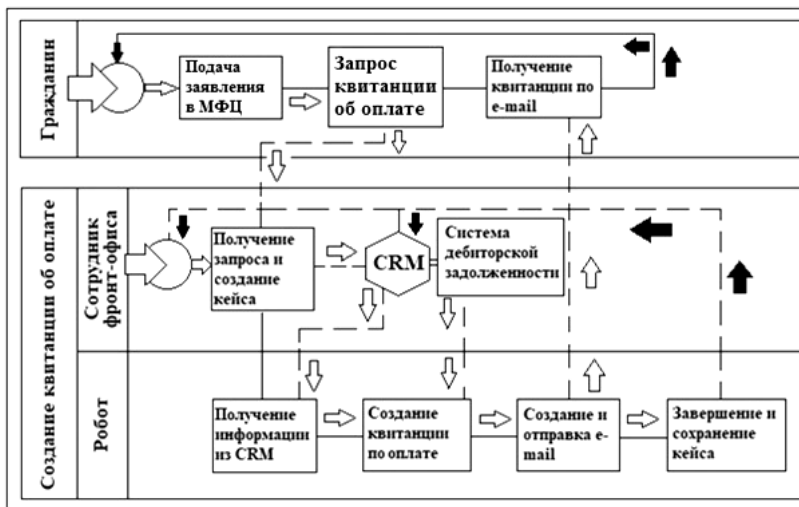 Гражданин
Подача
заявления
в МФЦ
Запрос
квитанции
об оплате
Получение
квитанции по
e-mail
Создание квитанции об оплате
Сотрудник
фронт-офиса
Получение
запроса и
создание
кейса
CRM
Система
дебиторской
задолженности
Робот
Получение
информации
из CRM
Создание
квитанции
по оплате
Создание и
отправка e-
mail
Завершение и
сохранение
кейса